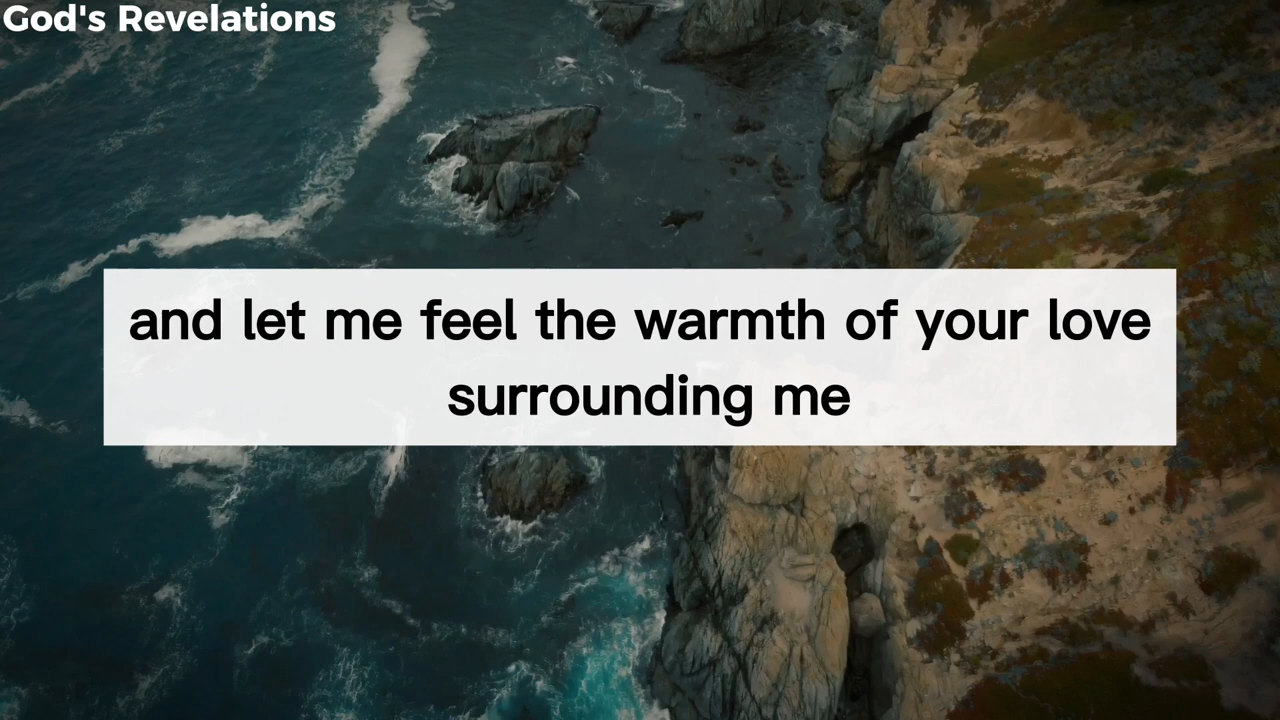 God's Revelations
and let me feel the warmth of your love
surrounding me